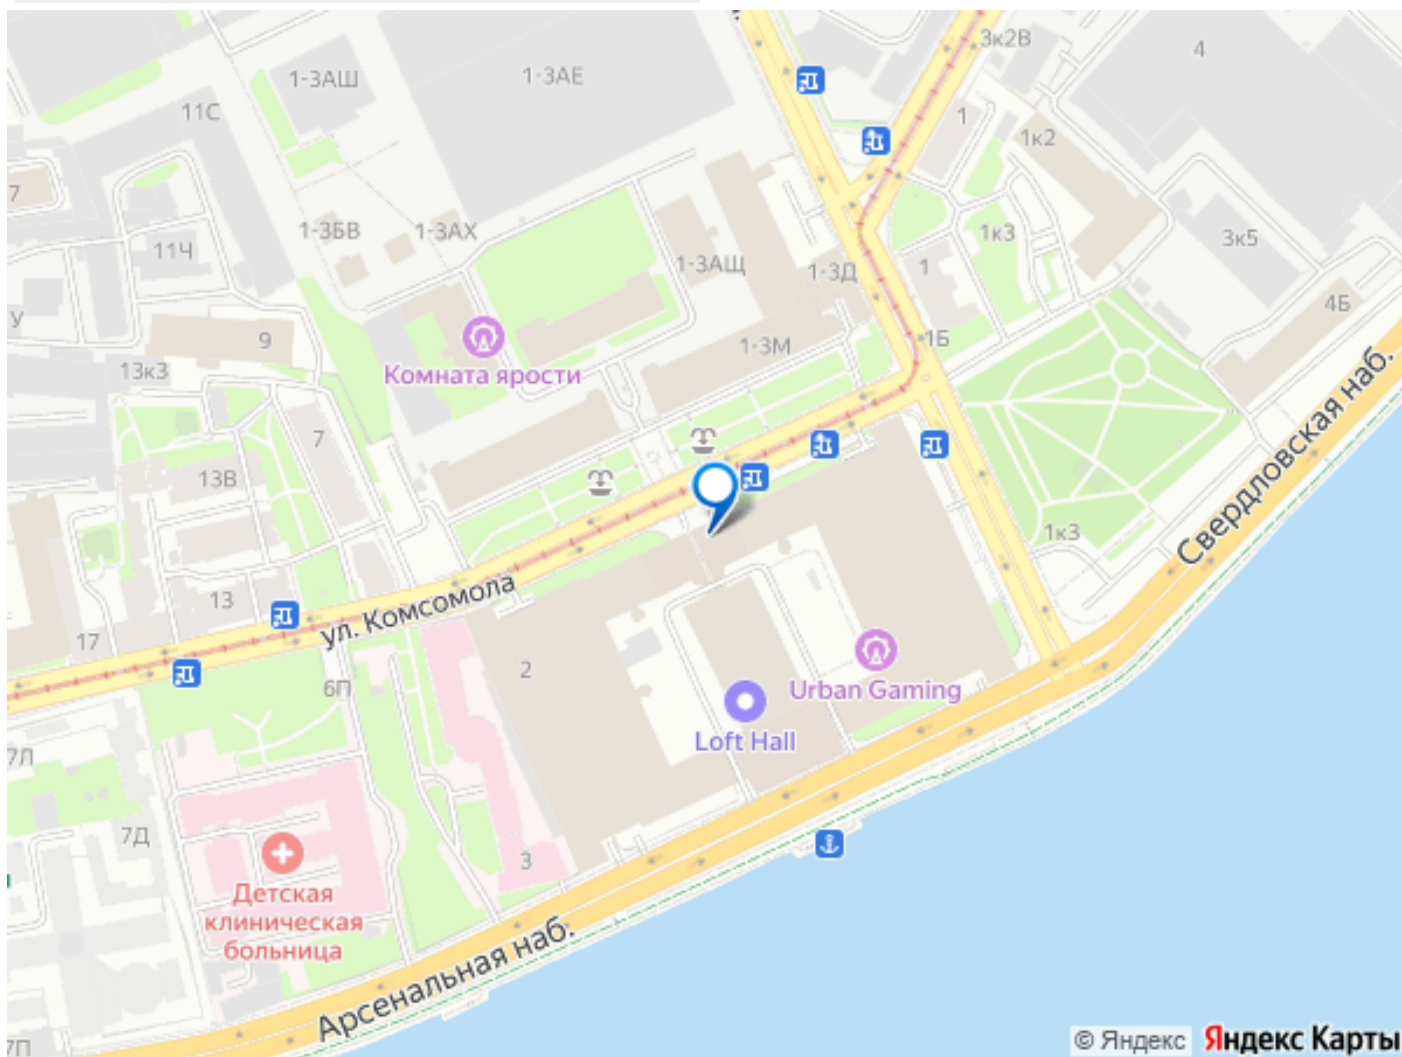 3к2В
4
1-3АШ
1-3АЕ
11С
1
1к2
7
1-3БВ
1-3АХ
11Ч
1-3АЩ
1-3Д
1
1к3
3к5
4Б
У
9
1-3М
1Б
13к3
Комната ярости
7
13В
Свердловская наб.
1к3
ул. Комсомола
13
17
2
6П
Urban Gaming
Loft Hall
7Л
7Д
3
Детская
клиническая
больница
Арсенальная наб.
7П
© Яндекс
Яндекс Карты